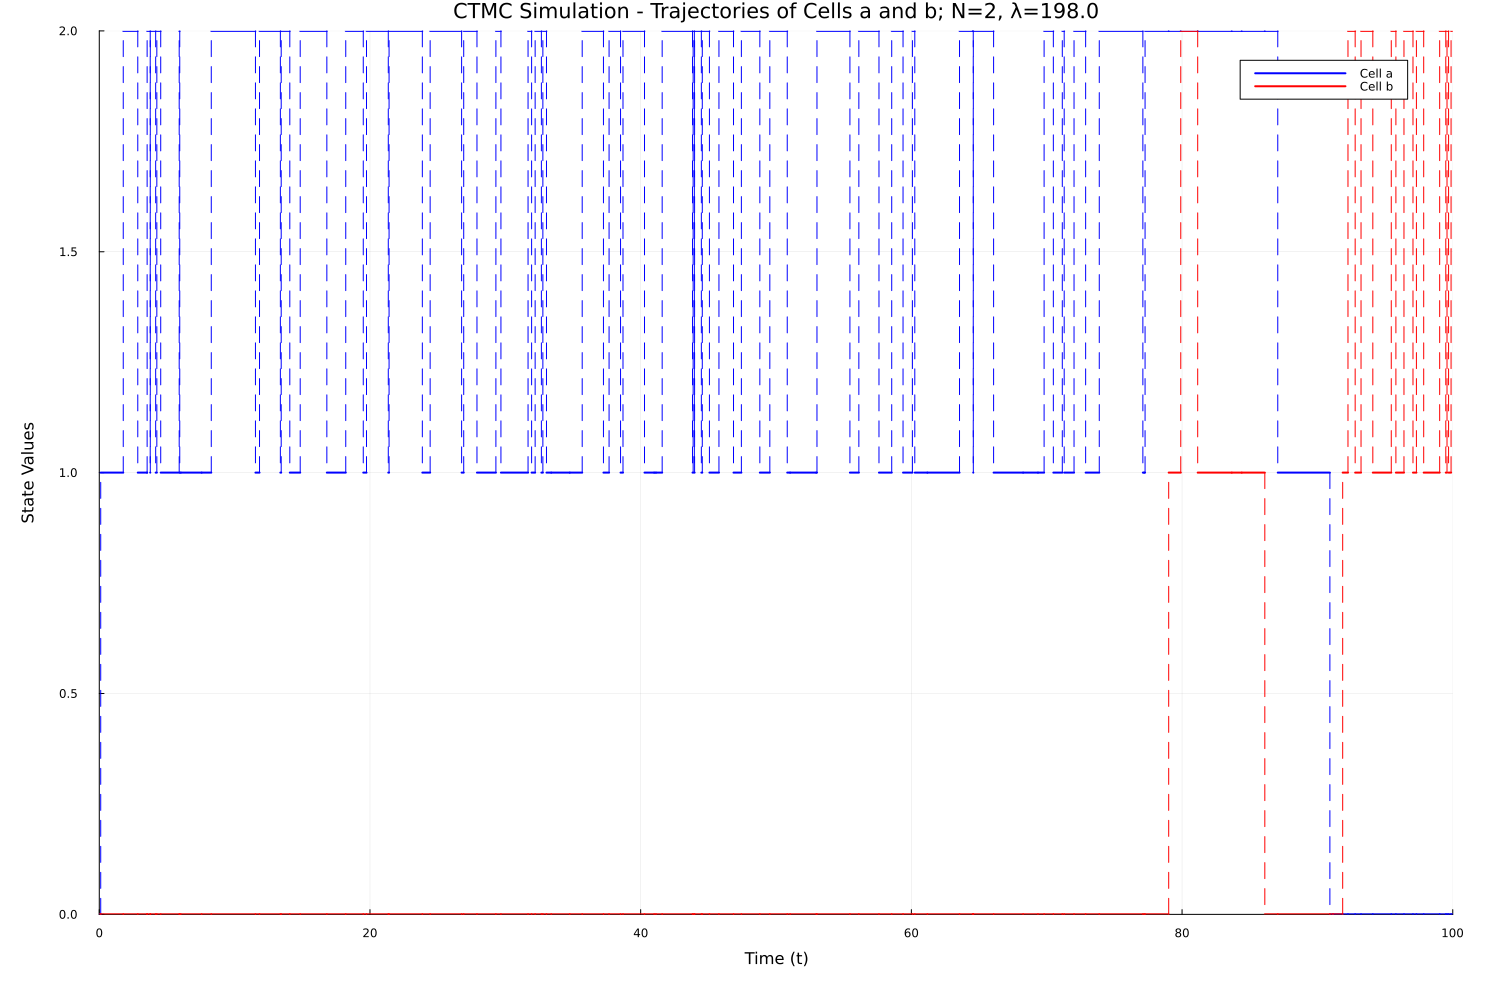 CTMC Simulation - Trajectories of Cells a and b; N=2, λ=198.0
2.0
Cell a
Cell b
1.5
State Values
1.0
0.5
0.0
0 20 40 60 80 100
Time (t)